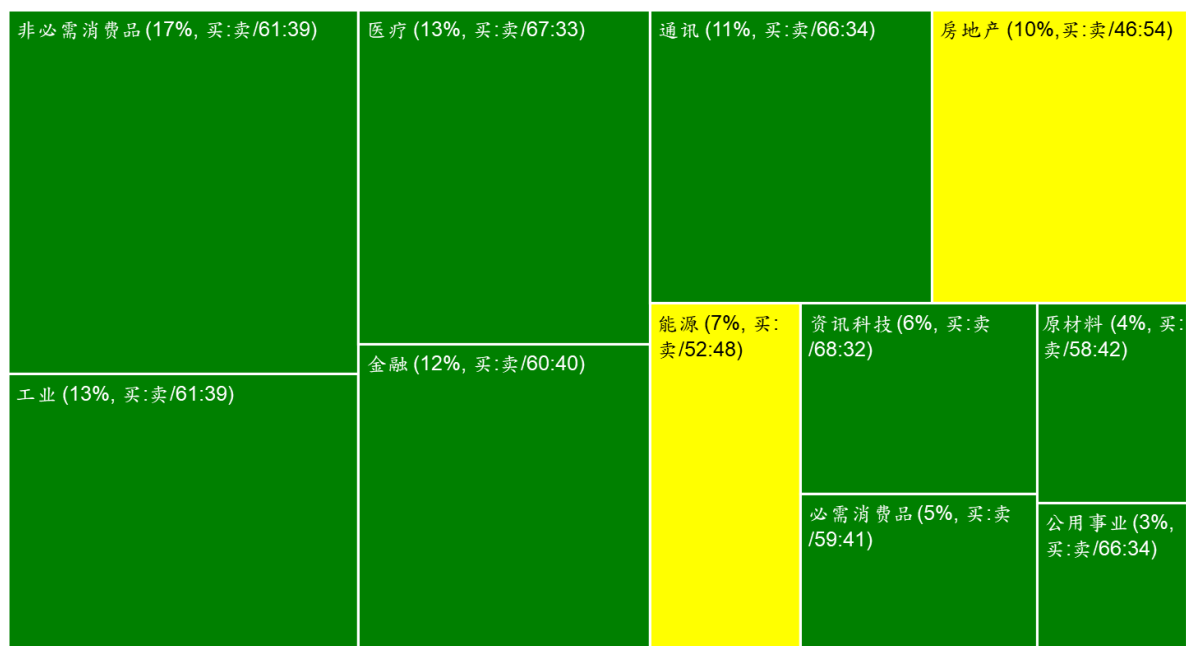 非必需消费品 (17%, 买:卖/61:39)
医疗 (13%, 买:卖/67:33)
通讯 (11%, 买:卖/66:34)
房地产 (10%,买:卖/46:54)
能源 (7%, 买:
卖/52:48)
资讯科技 (6%, 买:卖
/68:32)
原材料 (4%, 买:
卖/58:42)
金融 (12%, 买:卖/60:40)
工业 (13%, 买:卖/61:39)
必需消费品 (5%, 买:卖
/59:41)
公用事业 (3%,
买:卖/66:34)